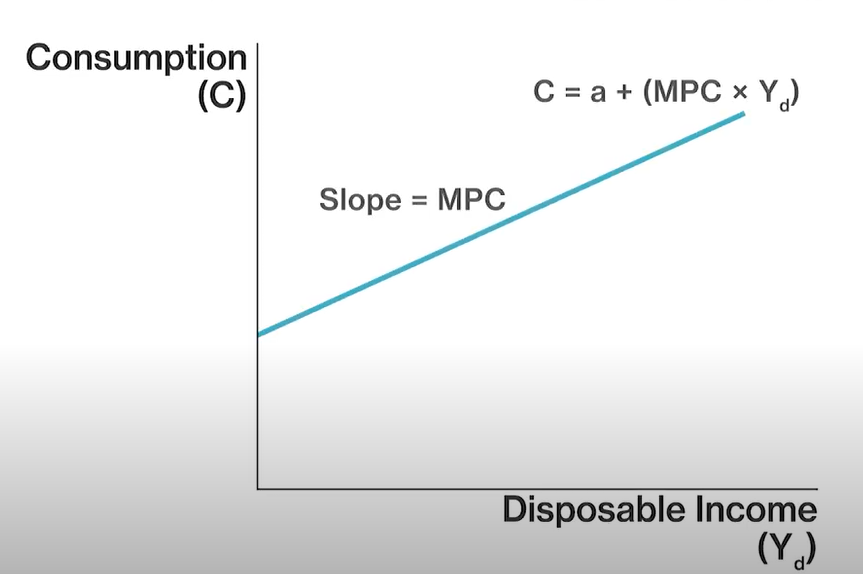 Consumption
(C)
C = a + (MPC × Yd)
Slope = MPC
Disposable Income
(Yd)